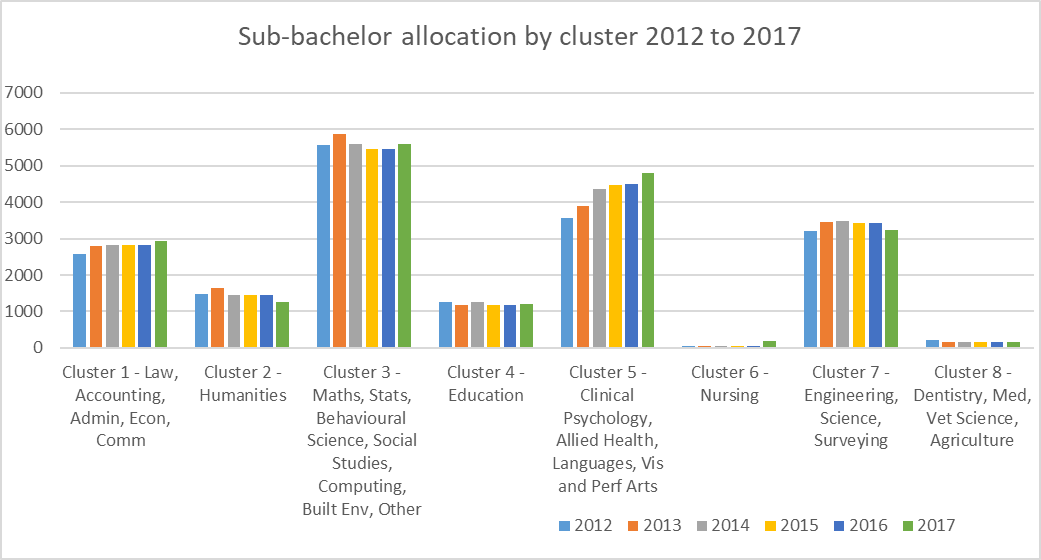 Sub-bachelor allocation by cluster 2012 to 2017
7000
6000
5000
4000
3000
2000
1000
0
Cluster 1 - Law,
Accounting,
Admin, Econ,
Comm
Cluster 2 -
Humanities
Cluster 3 -
Maths, Stats,
Behavioural
Science, Social
Studies,
Computing,
Built Env, Other
Cluster 4 -
Education
Cluster 5 -
Clinical
Psychology,
Allied Health,
Languages, Vis
and Perf Arts
Cluster 6 -
Nursing
Cluster 7 -
Engineering,
Science,
Surveying
Cluster 8 -
Dentistry, Med,
Vet Science,
Agriculture
2012 2013 2014 2015 2016 2017